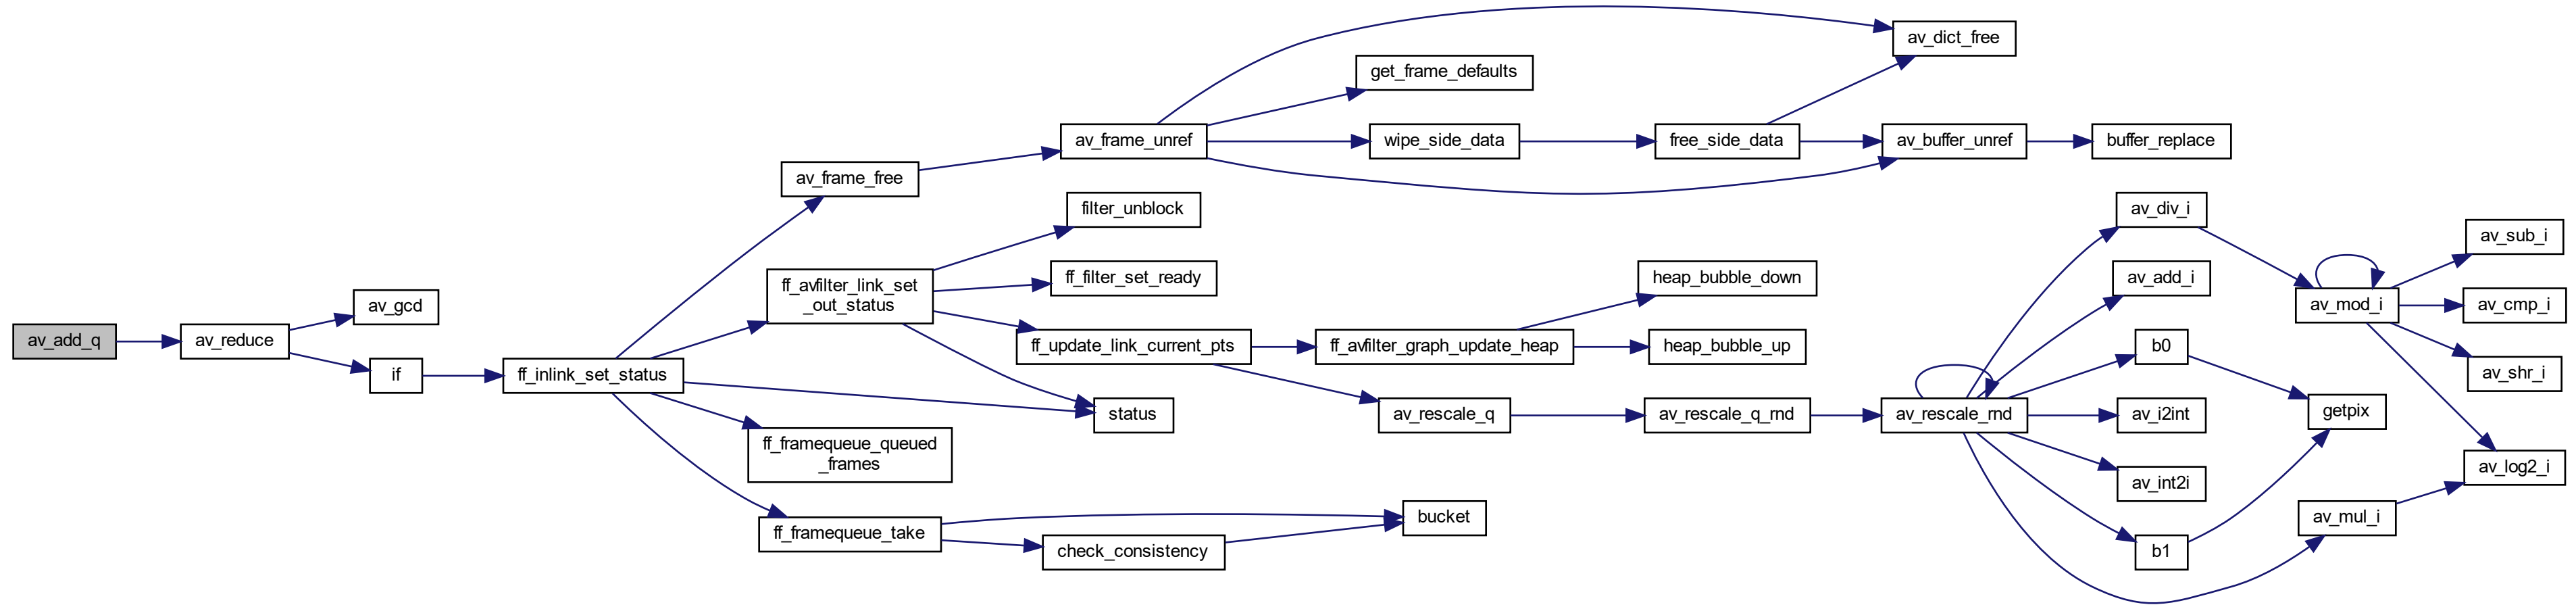 av_add_q
av_reduce
av_gcd
if
ff_inlink_set_status
av_frame_free
ff_avfilter_link_set
_out_status
ff_framequeue_queued
_frames
ff_framequeue_take
av_frame_unref
filter_unblock
ff_filter_set_ready
ff_update_link_current_pts
status
check_consistency
get_frame_defaults
wipe_side_data
ff_avfilter_graph_update_heap
av_rescale_q
bucket
free_side_data
heap_bubble_down
heap_bubble_up
av_rescale_q_rnd
av_dict_free
av_buffer_unref
av_rescale_rnd
buffer_replace
av_div_i
av_add_i
b0
av_i2int
av_int2i
b1
av_mod_i
getpix
av_mul_i
av_sub_i
av_cmp_i
av_shr_i
av_log2_i